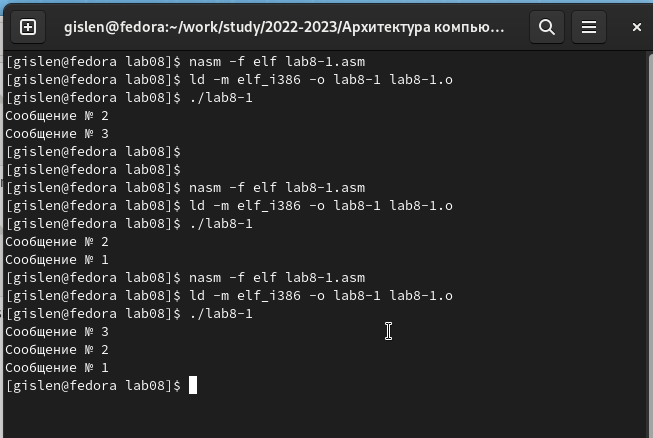 gislen@fedora:~/work/study/2022-2023/Архитектура компью...
[gislen@fedora lab08]$ nasm -f elf lab8-1.asm
[gislen@fedora lab08]$ ld -m elf_i386 -o lab8-1 lab8-1.o
[gislen@fedora lab08]$ ./lab8-1
Сообщение № 2
Сообщение № 3
[gislen@fedora lab08]$
[gislen@fedora lab08]$
[gislen@fedora lab08]$ nasm -f elf lab8-1.asm
[gislen@fedora lab08]$ ld -m elf_i386 -o lab8-1 lab8-1.o
[gislen@fedora lab08]$ ./lab8-1
Сообщение № 2
Сообщение № 1
[gislen@fedora lab08]$ nasm -f elf lab8-1.asm
[gislen@fedora lab08]$ ld -m elf_i386 -o lab8-1 lab8-1.o
[gislen@fedora lab08]$ ./lab8-1
Сообщение № 3
Сообщение № 2
Сообщение № 1
[gislen@fedora lab08]$